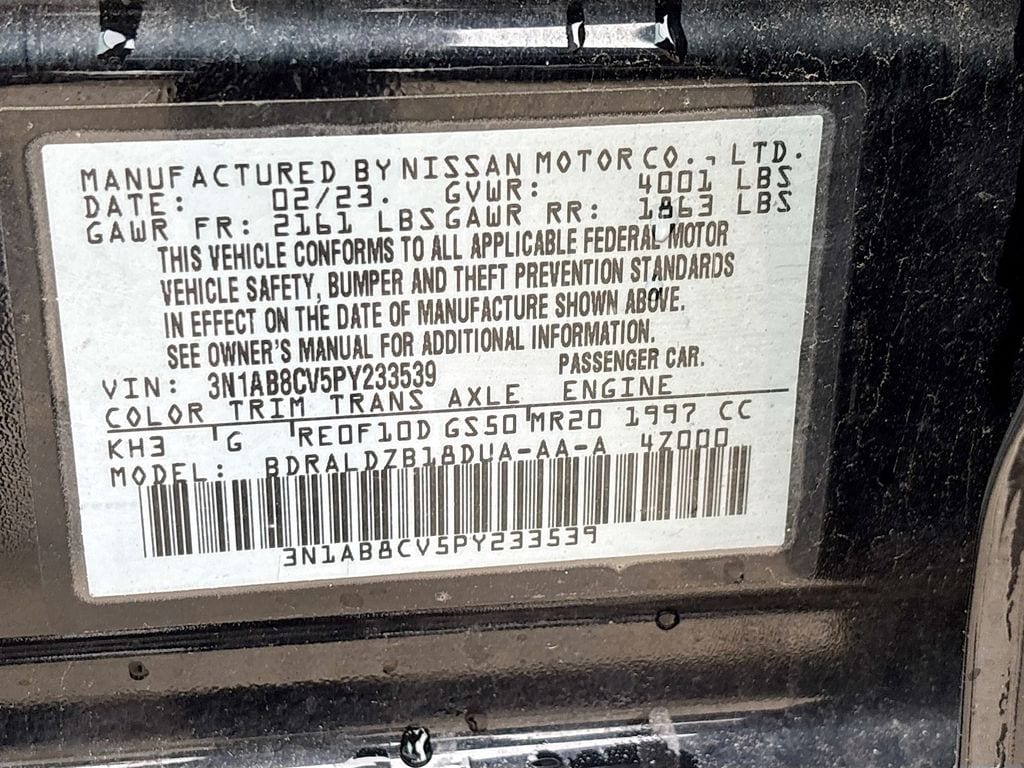 MANUFACTURED BY NISSAN MOTOR CO., LTD.
DATE: 02/23. GVWR: 4001 LBS
GAWR FR: 2161 LBS GAWR RR: 1863 LBS
THIS VEHICLE CONFORMS TO ALL APPLICABLE FEDERAL MOTOR
VEHICLE SAFETY, BUMPER AND THEFT PREVENTION STANDARDS
IN EFFECT ON THE DATE OF MANUFACTURE SHOWN ABOVE.
SEE OWNER'S MANUAL FOR ADDITIONAL INFORMATION.
VIN: 3N1AB8CV5PY233539 PASSENGER CAR.
COLOR TRIM TRANS AXLE ENGINE
KH3 G RE0F10D GS50 MR20 1997 CC
MODEL: BDRALDZB18DUA-AA-A 4Z000
3N1AB8CV5PY233539